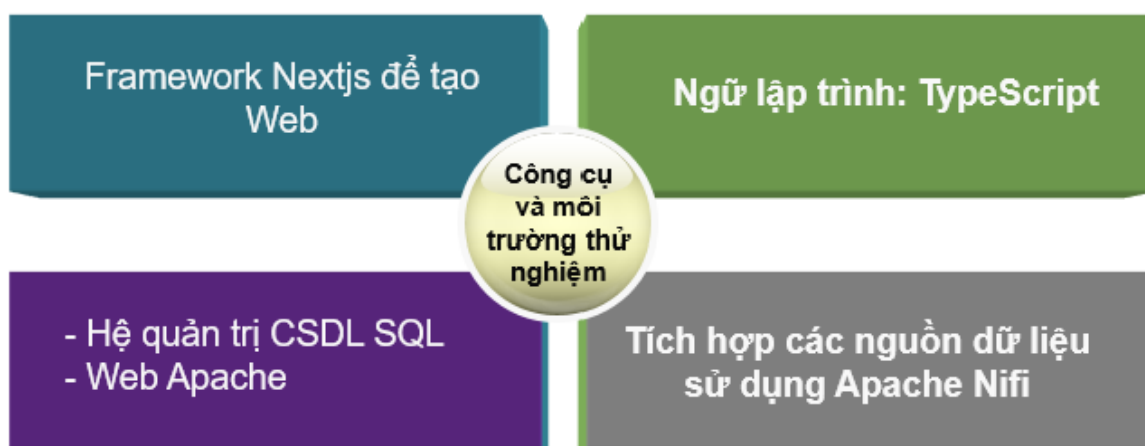 Framework Nextjs để tạo
Web
Ngữ lập trình: TypeScript
Công cụ
và môi
trường thử
nghiệm
- Hệ quản trị CSDL SQL
- Web Apache
Tích hợp các nguồn dữ liệu
sử dụng Apache Nifi